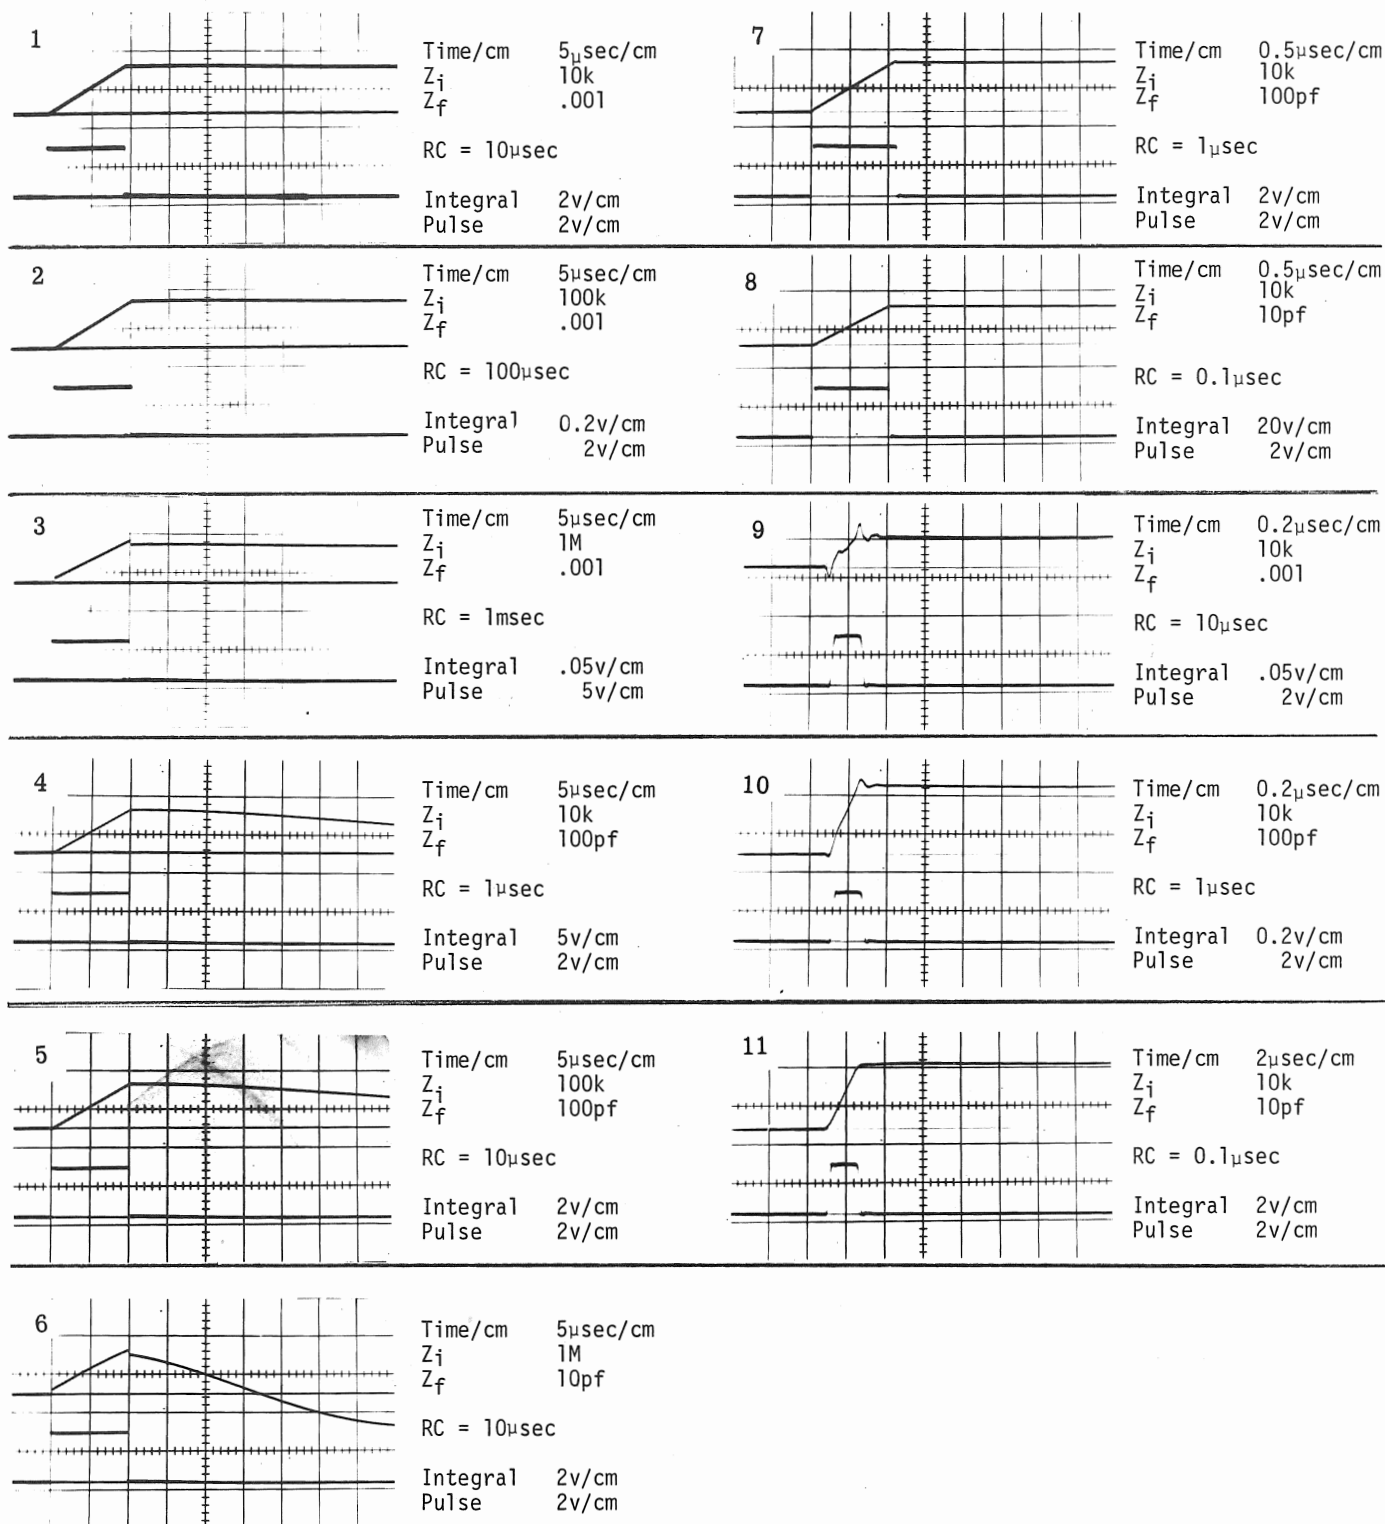 1
Time/cm 5μsec/cm
Zi 10k
Zf .001
RC = 10μsec
Integral 2v/cm
Pulse 2v/cm
2
Time/cm 5μsec/cm
Zi 100k
Zf .001
RC = 100μsec
Integral 0.2v/cm
Pulse 2v/cm
3
Time/cm 5μsec/cm
Zi 1M
Zf .001
RC = 1msec
Integral .05v/cm
Pulse 5v/cm
4
Time/cm 5μsec/cm
Zi 10k
Zf 100pf
RC = 1μsec
Integral 5v/cm
Pulse 2v/cm
5
Time/cm 5μsec/cm
Zi 100k
Zf 100pf
RC = 10μsec
Integral 2v/cm
Pulse 2v/cm
6
Time/cm 5μsec/cm
Zi 1M
Zf 10pf
RC = 10μsec
Integral 2v/cm
Pulse 2v/cm
7
Time/cm 0.5μsec/cm
Zi 10k
Zf 100pf
RC = 1μsec
Integral 2v/cm
Pulse 2v/cm
8
Time/cm 0.5μsec/cm
Zi 10k
Zf 10pf
RC = 0.1μsec
Integral 20v/cm
Pulse 2v/cm
9
Time/cm 0.2μsec/cm
Zi 10k
Zf .001
RC = 10μsec
Integral .05v/cm
Pulse 2v/cm
10
Time/cm 0.2μsec/cm
Zi 10k
Zf 100pf
RC = 1μsec
Integral 0.2v/cm
Pulse 2v/cm
11
Time/cm 2μsec/cm
Zi 10k
Zf 10pf
RC = 0.1μsec
Integral 2v/cm
Pulse 2v/cm